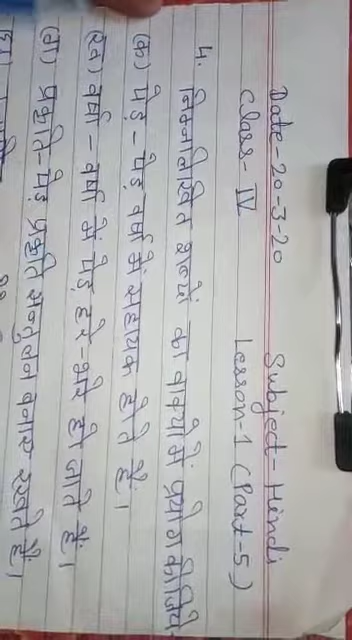 Date-20-3-20 Subject-Hindi
Class-IV Lesson-1 (Part-5)
4. निम्नलिखित शब्दों का वाक्यों में प्रयोग कीजिये
(क) पेड़ - पेड़ वर्षा में सहायक होते हैं।
(ख) वर्षा - वर्षा में पेड़ हरे-भरे हो जाते हैं।
(ग) प्रकृति - पेड़ प्रकृति सन्तुलन बनाए रखते हैं।